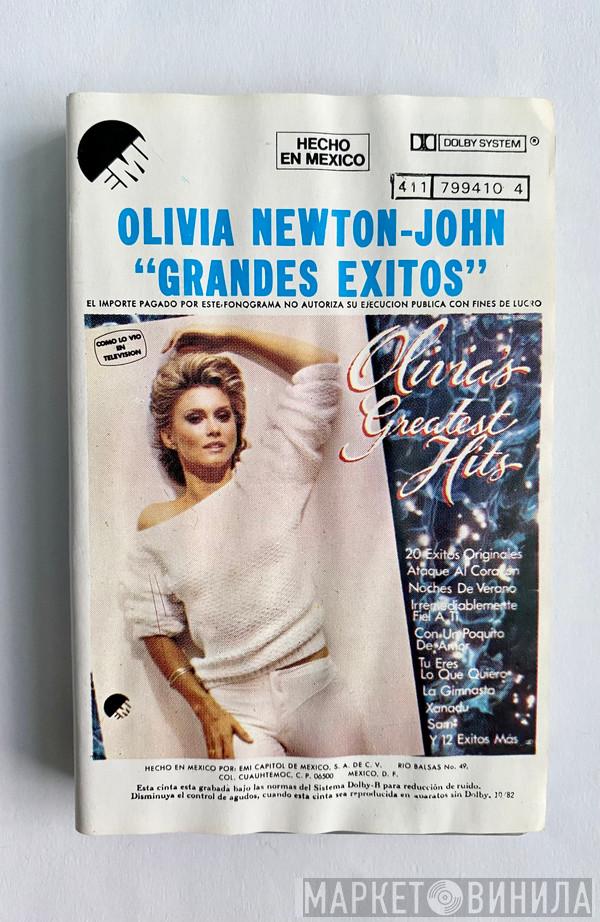 EMI
HECHO
EN MEXICO
DOLBY SYSTEM ®
411 799410 4
OLIVIA NEWTON-JOHN
“GRANDES EXITOS”
EL IMPORTE PAGADO POR ESTE FONOGRAMA NO AUTORIZA SU EJECUCION PUBLICA CON FINES DE LUCRO
COMO LO VIO
EN
TELEVISION
Olivia's
Greatest
Hits
20 Exitos Originales
Ataque Al Corazón
Noches De Verano
Irremediablemente
Fiel A Ti
Con Un Poquito
De Amor
Tu Eres
Lo Que Quiero
La Gimnasta
Xanadu
Sam
Y 12 Exitos Más
EMI
HECHO EN MEXICO POR: EMI CAPITOL DE MEXICO, S. A. DE C. V. RIO BALSAS No. 49,
COL. CUAUHTEMOC, C. P. 06500 MEXICO, D. F.
Esta cinta esta grabada bajo las normas del Sistema Dolby-B para reducción de ruido.
Disminuya el control de agudos, cuando esta cinta sea reproducida en aparatos sin Dolby. 10/82
МАРКЕТ ВИНИЛА